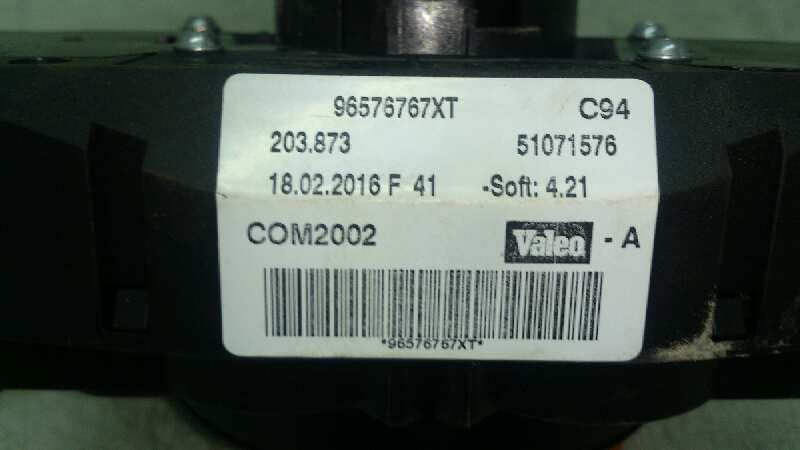 96576767XT C94
203.873 51071576
18.02.2016 F 41 -Soft: 4.21
COM2002 Valeo - A
*96576767XT*